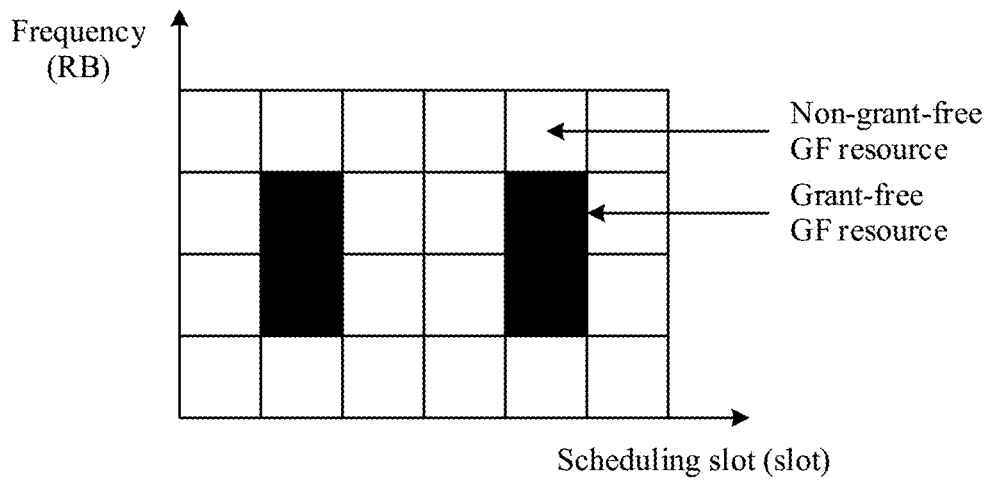 Frequency
(RB)
Non-grant-free
GF resource
Grant-free
GF resource
Scheduling slot (slot)